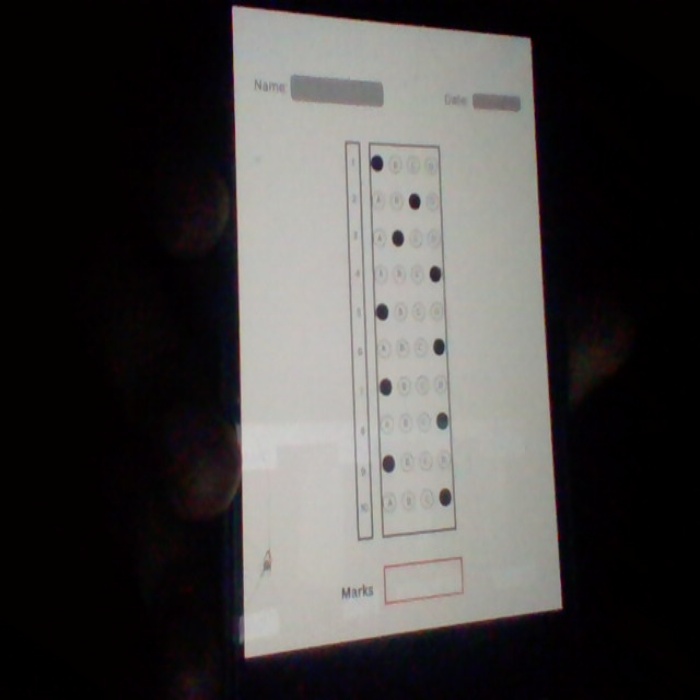 Name:
Date:
1 B C D
2 A B D
3 A C D
4 A B C
5 B C D
6 A B C
7 B C D
8 A B C
9 B C D
10 A B C
Marks